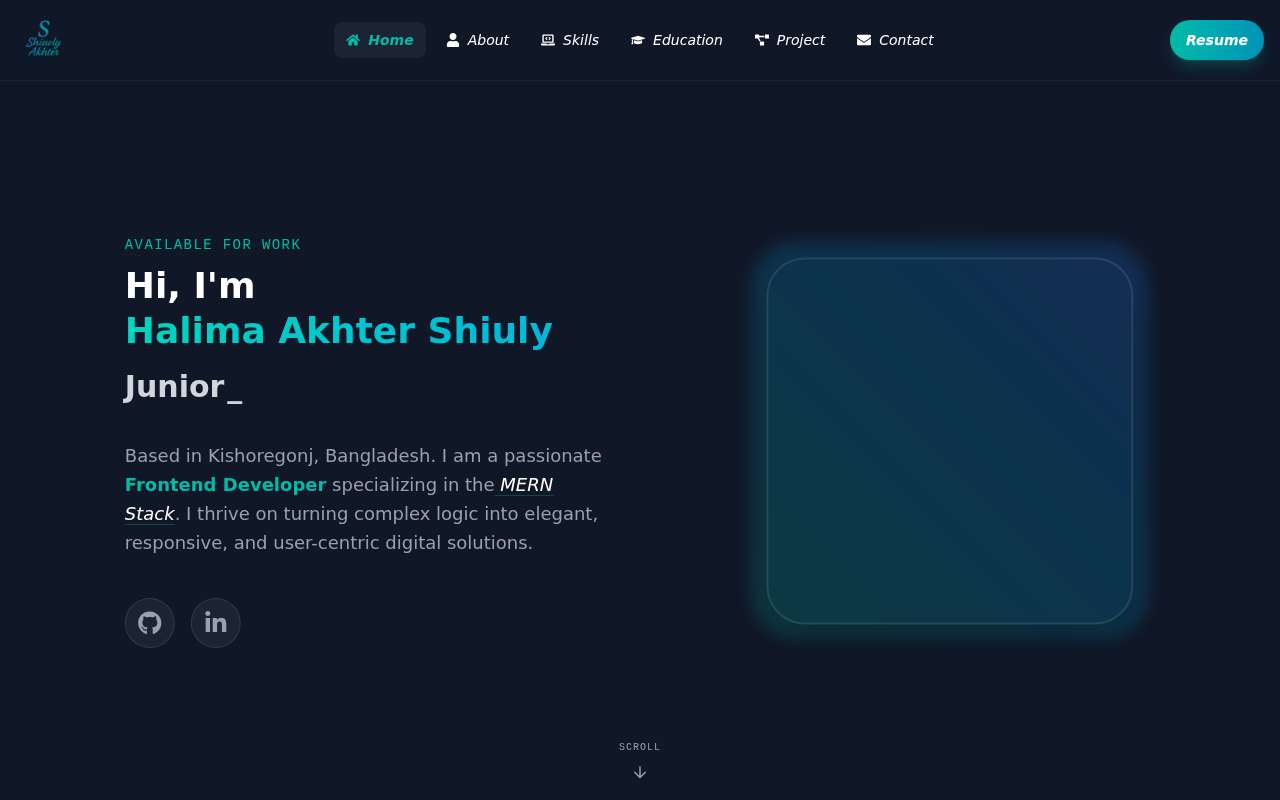 S
Shiuly
Akhter
Home
About
Skills
Education
Project
Contact
Resume
AVAILABLE FOR WORK
Hi, I'm
Halima Akhter Shiuly
Junior_
Based in Kishoregonj, Bangladesh. I am a passionate
Frontend Developer specializing in the MERN
Stack. I thrive on turning complex logic into elegant,
responsive, and user-centric digital solutions.
in
SCROLL